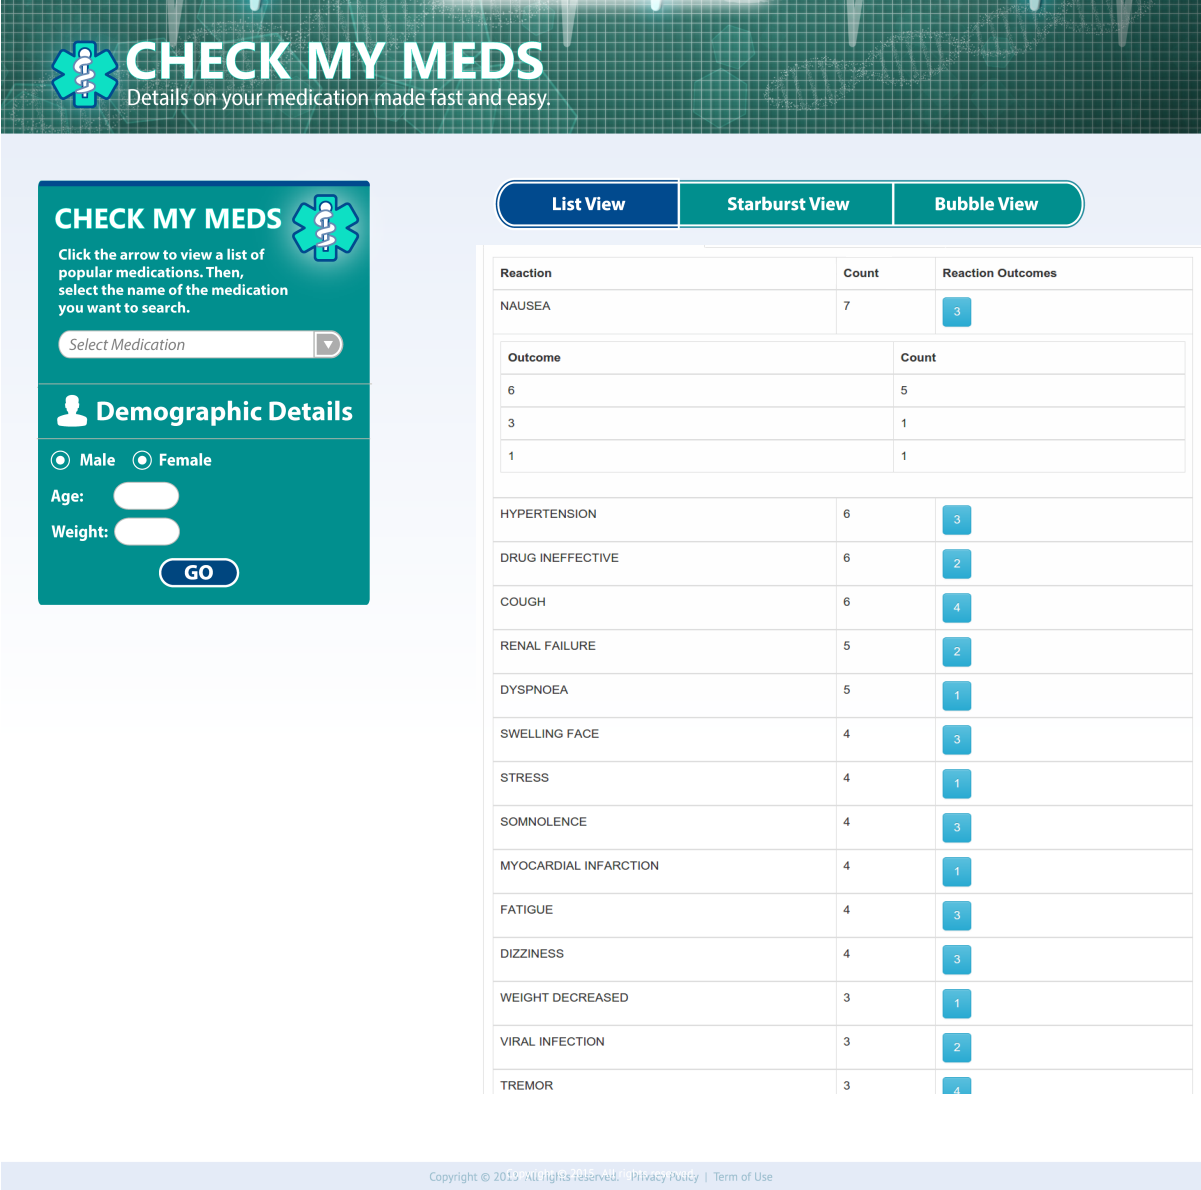 CHECK MY MEDS
Details on your medication made fast and easy.
CHECK MY MEDS
Click the arrow to view a list of
popular medications. Then,
select the name of the medication
you want to search.
Select Medication
Demographic Details
Male Female
Age:
Weight:
GO
List View Starburst View Bubble View
Reaction Count Reaction Outcomes
NAUSEA 7 3
Outcome Count
6 5
3 1
1 1
HYPERTENSION 6 3
DRUG INEFFECTIVE 6 2
COUGH 6 4
RENAL FAILURE 5 2
DYSPNOEA 5 1
SWELLING FACE 4 3
STRESS 4 1
SOMNOLENCE 4 3
MYOCARDIAL INFARCTION 4 1
FATIGUE 4 3
DIZZINESS 4 3
WEIGHT DECREASED 3 1
VIRAL INFECTION 3 2
TREMOR 3 4
Copyright © 2015 All rights reserved. Privacy Policy | Term of Use
Copyright © 2015 All rights reserved.